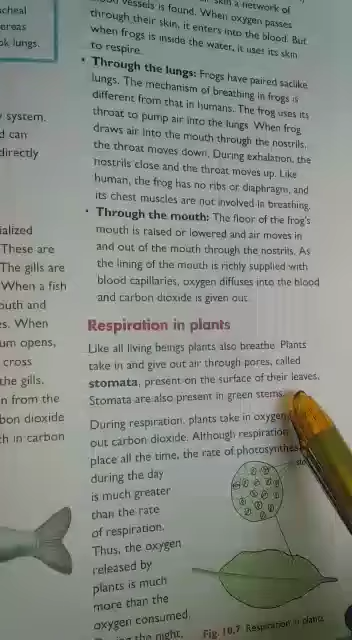 cheal
ereas
ok lungs.
system.
d can
directly
ialized
These are
The gills are
When a fish
outh and
es. When
um opens,
cross
the gills.
n from the
bon dioxide
ch in carbon
skin a network of
vessels is found. When oxygen passes
through their skin, it enters into the blood. But
when frogs is inside the water, it uses its skin
to respire.
• Through the lungs: Frogs have paired saclike
lungs. The mechanism of breathing in frogs is
different from that in humans. The frog uses its
throat to pump air into the lungs. When frog
draws air into the mouth through the nostrils,
the throat moves down. During exhalation, the
nostrils close and the throat moves up. Like
human, the frog has no ribs or diaphragm, and
its chest muscles are not involved in breathing.
• Through the mouth: The floor of the frog's
mouth is raised or lowered and air moves in
and out of the mouth through the nostrils. As
the lining of the mouth is richly supplied with
blood capillaries, oxygen diffuses into the blood
and carbon dioxide is given out.
Respiration in plants
Like all living beings plants also breathe. Plants
take in and give out air through pores, called
stomata, present on the surface of their leaves.
Stomata are also present in green stems.
During respiration, plants take in oxygen
out carbon dioxide. Although respiration
place all the time, the rate of photosynthes
during the day
is much greater
than the rate
of respiration.
Thus, the oxygen
released by
plants is much
more than the
oxygen consumed.
the night,
Fig. 10.7 Respiration in plants